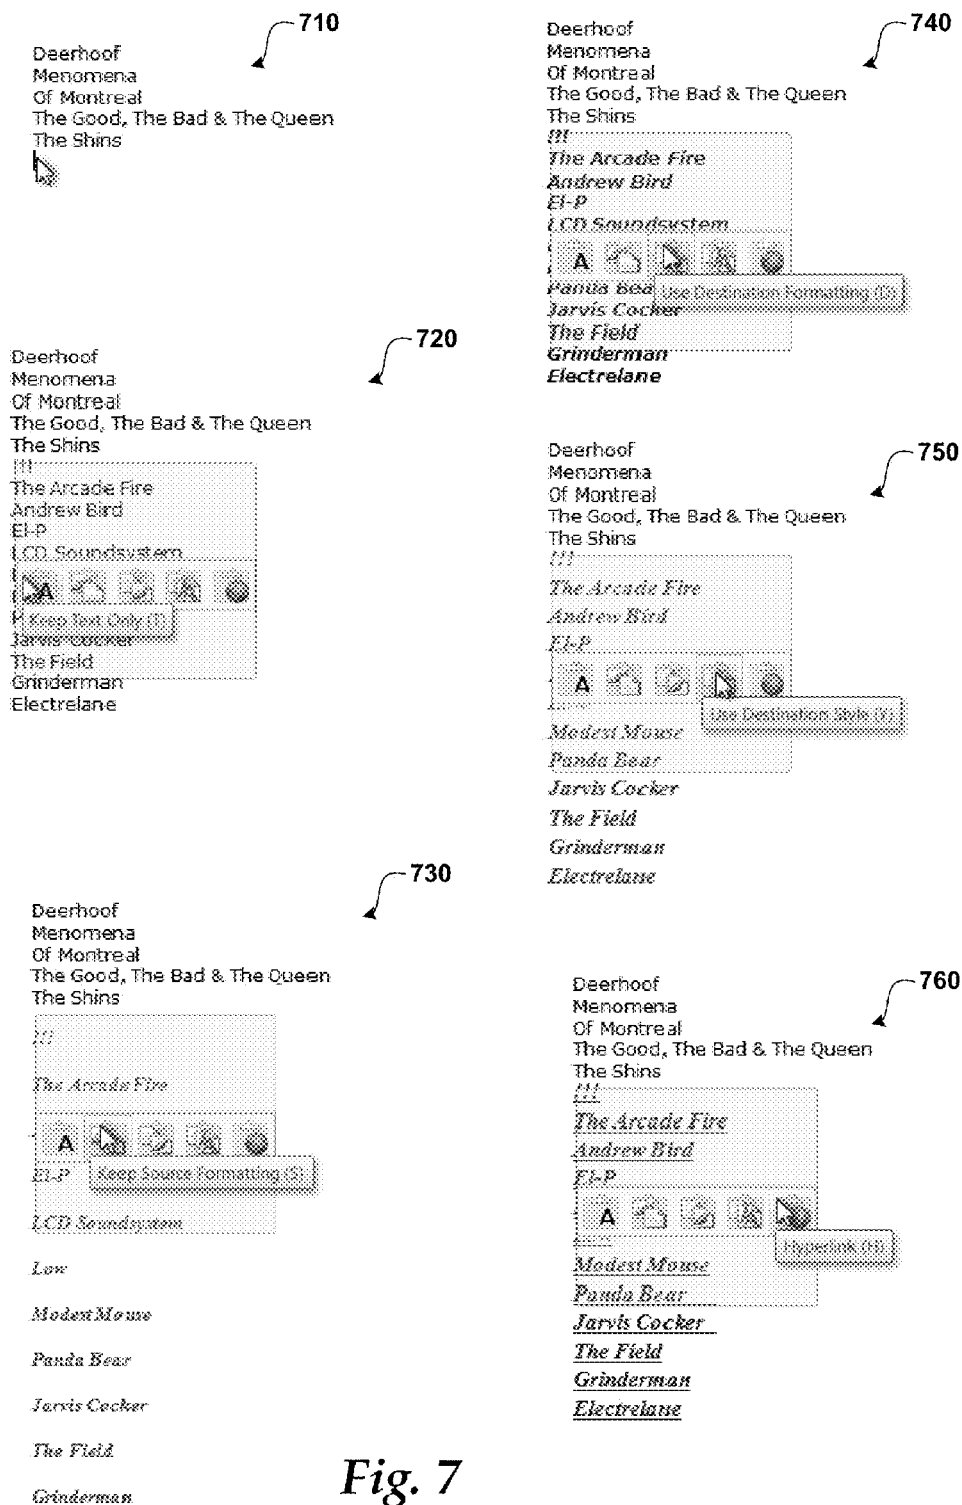 710
Deerhoof
Menomena
Of Montreal
The Good, The Bad & The Queen
The Shins
720
Deerhoof
Menomena
Of Montreal
The Good, The Bad & The Queen
The Shins
!!!
The Arcade Fire
Andrew Bird
El-P
LCD Soundsystem
A
Keep Text Only (T)
Jarvis Cocker
The Field
Grinderman
Electrelane
730
Deerhoof
Menomena
Of Montreal
The Good, The Bad & The Queen
The Shins
!!!
The Arcade Fire
A
El-P
Keep Source Formatting (S)
LCD Soundsystem
Low
Modest Mouse
Panda Bear
Jarvis Cocker
The Field
Grinderman
740
Deerhoof
Menomena
Of Montreal
The Good, The Bad & The Queen
The Shins
!!!
The Arcade Fire
Andrew Bird
El-P
LCD Soundsystem
A
Panda Bea
Use Destination Formatting (D)
Jarvis Cocker
The Field
Grinderman
Electrelane
750
Deerhoof
Menomena
Of Montreal
The Good, The Bad & The Queen
The Shins
!!!
The Arcade Fire
Andrew Bird
El-P
A
Use Destination Style (Y)
Modest Mouse
Panda Bear
Jarvis Cocker
The Field
Grinderman
Electrelane
760
Deerhoof
Menomena
Of Montreal
The Good, The Bad & The Queen
The Shins
!!!
The Arcade Fire
Andrew Bird
El-P
A
Hyperlink (H)
Modest Mouse
Panda Bear
Jarvis Cocker
The Field
Grinderman
Electrelane
Fig. 7